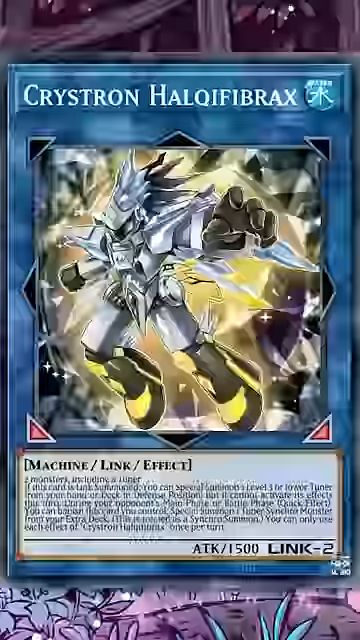 CRYSTRON HALQIFIBRAX
WATER
水
[MACHINE / LINK / EFFECT]
2 monsters, including a Tuner
If this card is Link Summoned: You can Special Summon 1 Level 3 or lower Tuner
from your hand or Deck in Defense Position, but it cannot activate its effects
this turn. During your opponent's Main Phase or Battle Phase (Quick Effect):
You can banish this card you control; Special Summon 1 Tuner Synchro Monster
from your Extra Deck. (This is treated as a Synchro Summon.) You can only use
each effect of "Crystron Halqifibrax" once per turn.
ATK/1500 LINK-2